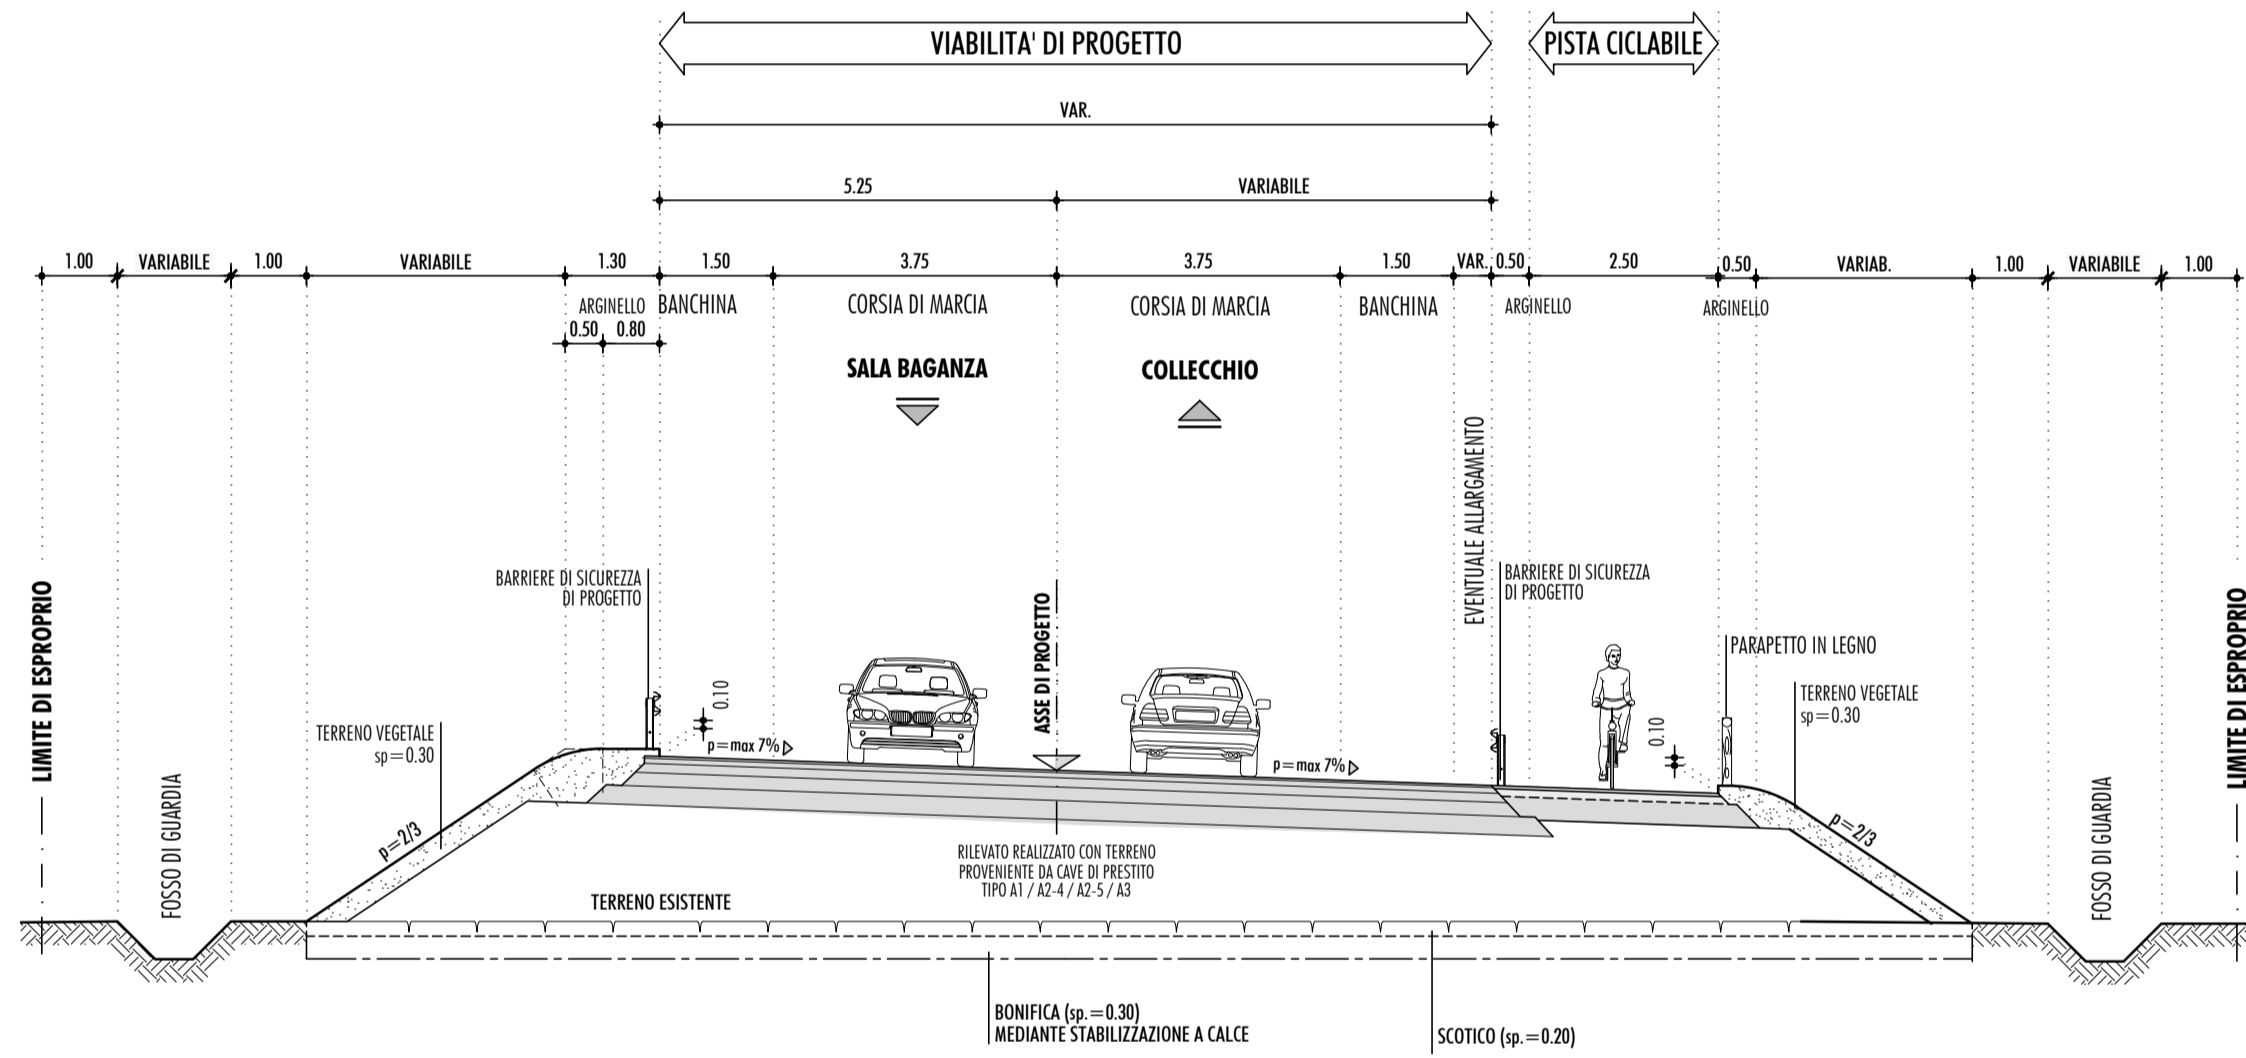 VIABILITA' DI PROGETTO
PISTA CICLABILE
VAR.
5.25
VARIABILE
1.00
VARIABILE
1.00
VARIABILE
1.30
1.50
3.75
3.75
1.50
VAR.
0.50
2.50
0.50
VARIAB.
1.00
VARIABILE
1.00
ARGINELLO
BANCHINA
CORSIA DI MARCIA
CORSIA DI MARCIA
BANCHINA
ARGINELLO
ARGINELLO
0.50
0.80
SALA BAGANZA
COLLECCHIO
EVENTUALE ALLARGAMENTO
BARRIERE DI SICUREZZA
DI PROGETTO
BARRIERE DI SICUREZZA
DI PROGETTO
LIMITE DI ESPROPRIO
ASSE DI PROGETTO
LIMITE DI ESPROPRIO
PARAPETTO IN LEGNO
TERRENO VEGETALE
sp=0.30
0.10
p=max 7%
p=max 7%
0.10
TERRENO VEGETALE
sp=0.30
FOSSO DI GUARDIA
p=2/3
p=2/3
FOSSO DI GUARDIA
RILEVATO REALIZZATO CON TERRENO
PROVENIENTE DA CAVE DI PRESTITO
TIPO A1 / A2-4 / A2-5 / A3
TERRENO ESISTENTE
BONIFICA (sp.=0.30)
MEDIANTE STABILIZZAZIONE A CALCE
SCOTICO (sp.=0.20)